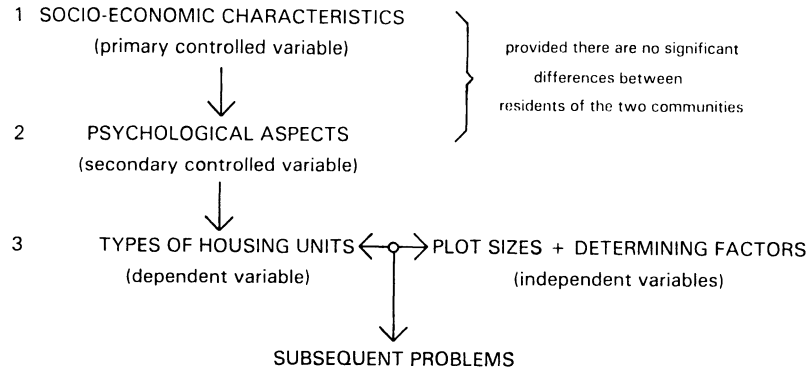 1 SOCIO-ECONOMIC CHARACTERISTICS
(primary controlled variable)
provided there are no significant
differences between
residents of the two communities
2 PSYCHOLOGICAL ASPECTS
(secondary controlled variable)
3 TYPES OF HOUSING UNITS PLOT SIZES + DETERMINING FACTORS
(dependent variable) (independent variables)
SUBSEQUENT PROBLEMS